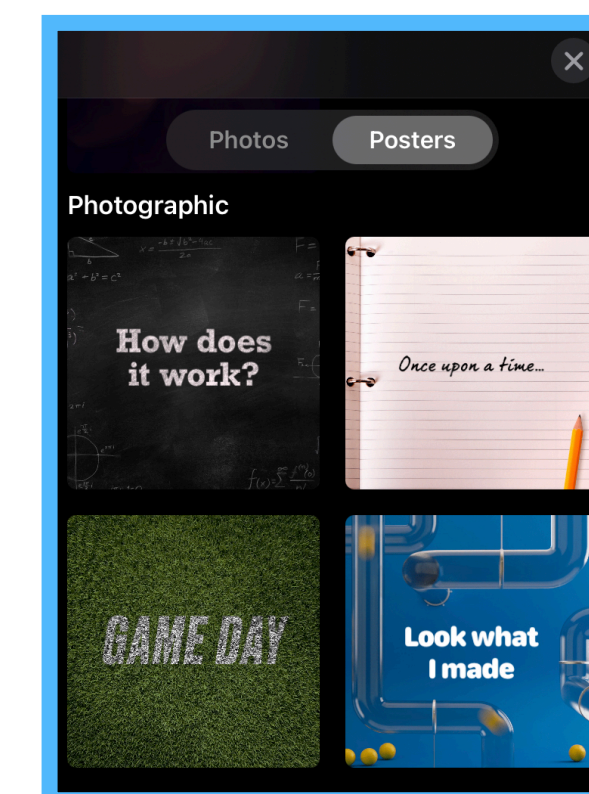 Photos
Posters
Photographic
How does
it work?
Once upon a time...
GAME DAY
Look what
I made